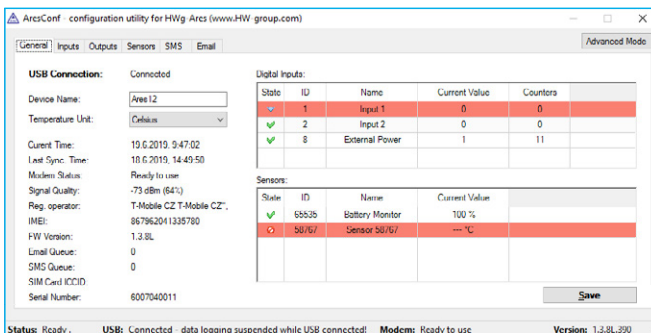 AresConf - configuration utility for HWg-Ares (www.HW-group.com)
General Inputs Outputs Sensors SMS Email
Advanced Mode
USB Connection: Connected
Device Name: Ares12
Temperature Unit: Celsius
Curent Time: 19.6.2019, 9:47:02
Last Sync. Time: 18.6.2019, 14:49:50
Modem Status: Ready to use
Signal Quality: -73 dBm (64%)
Reg. operator: T-Mobile CZ T-Mobile CZ",
IMEI: 867962041335780
FW Version: 1.3.8L
Email Queue: 0
SMS Queue: 0
SIM Card ICCID
Serial Number: 6007040011
Digital Inputs:
State ID Name Current Value Counters
1 Input 1 0 0
2 Input 2 0 0
8 External Power 1 11
Sensors:
State ID Name Current Value
65535 Battery Monitor 100 %
58767 Sensor 58767 --- °C
Save
Status: Ready . USB: Connected - data logging suspended while USB connected! Modem: Ready to use Version: 1.3.8L.390